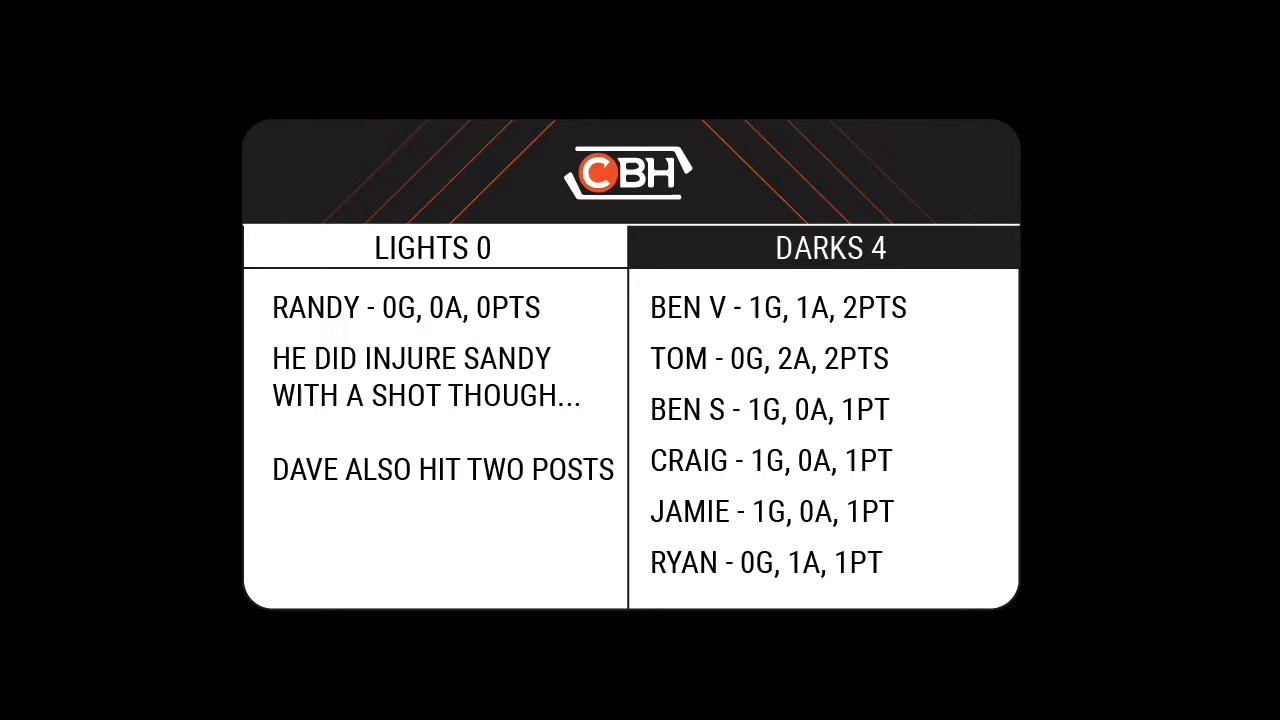 CBH
LIGHTS 0
DARKS 4
RANDY - 0G, 0A, 0PTS
HE DID INJURE SANDY
WITH A SHOT THOUGH...
DAVE ALSO HIT TWO POSTS
BEN V - 1G, 1A, 2PTS
TOM - 0G, 2A, 2PTS
BEN S - 1G, 0A, 1PT
CRAIG - 1G, 0A, 1PT
JAMIE - 1G, 0A, 1PT
RYAN - 0G, 1A, 1PT